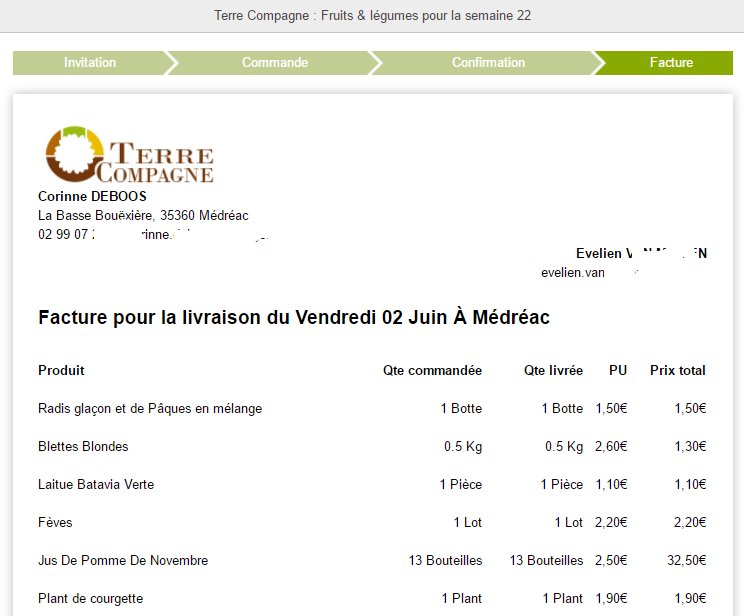 Terre Compagne : Fruits & légumes pour la semaine 22
Invitation Commande Confirmation Facture
TERRE
COMPAGNE
Corinne DEBOOS
La Basse Bouëxière, 35360 Médréac
02 99 07
Evelien
evelien.van
Facture pour la livraison du Vendredi 02 Juin À Médréac
Produit Qte commandée Qte livrée PU Prix total
Radis glaçon et de Pâques en mélange 1 Botte 1 Botte 1,50€ 1,50€
Blettes Blondes 0.5 Kg 0.5 Kg 2,60€ 1,30€
Laitue Batavia Verte 1 Pièce 1 Pièce 1,10€ 1,10€
Fèves 1 Lot 1 Lot 2,20€ 2,20€
Jus De Pomme De Novembre 13 Bouteilles 13 Bouteilles 2,50€ 32,50€
Plant de courgette 1 Plant 1 Plant 1,90€ 1,90€